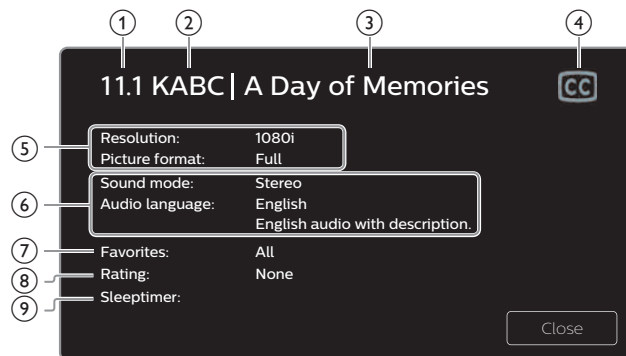 1 2 3 4
11.1 KABC | A Day of Memories CC
5 Resolution: 1080i
Picture format: Full
6 Sound mode: Stereo
Audio language: English
English audio with description.
7 Favorites: All
8 Rating: None
9 Sleeptimer:
Close